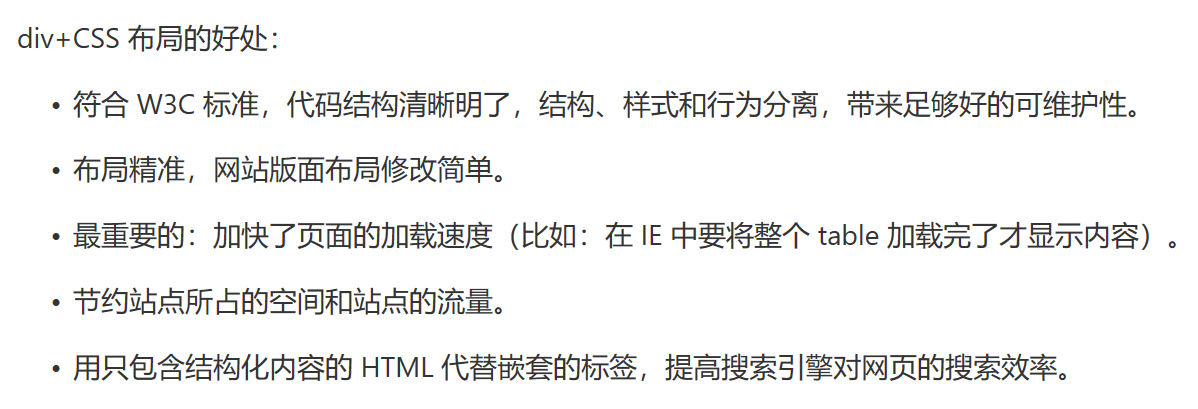 div+CSS 布局的好处：
• 符合 W3C 标准，代码结构清晰明了，结构、样式和行为分离，带来足够好的可维护性。
• 布局精准，网站版面布局修改简单。
• 最重要的：加快了页面的加载速度（比如：在 IE 中要将整个 table 加载完了才显示内容）。
• 节约站点所占的空间和站点的流量。
• 用只包含结构化内容的 HTML 代替嵌套的标签，提高搜索引擎对网页的搜索效率。